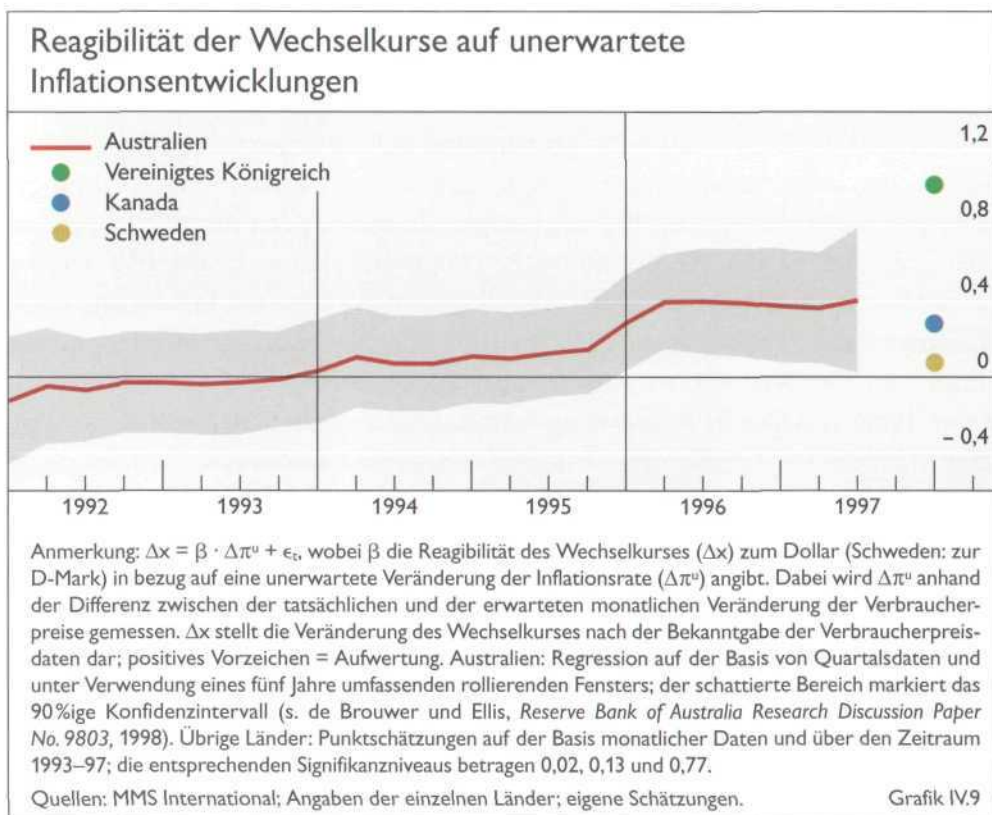 Reagibilität der Wechselkurse auf unerwartete
Inflationsentwicklungen
Australien
Vereinigtes Königreich
Kanada
Schweden
1,2
0,8
0,4
0
– 0,4
1992 1993 1994 1995 1996 1997
Anmerkung: Δx = β · Δπᵘ + ϵₜ, wobei β die Reagibilität des Wechselkurses (Δx) zum Dollar (Schweden: zur
D-Mark) in bezug auf eine unerwartete Veränderung der Inflationsrate (Δπᵘ) angibt. Dabei wird Δπᵘ anhand
der Differenz zwischen der tatsächlichen und der erwarteten monatlichen Veränderung der Verbraucher-
preise gemessen. Δx stellt die Veränderung des Wechselkurses nach der Bekanntgabe der Verbraucherpreis-
daten dar; positives Vorzeichen = Aufwertung. Australien: Regression auf der Basis von Quartalsdaten und
unter Verwendung eines fünf Jahre umfassenden rollierenden Fensters; der schattierte Bereich markiert das
90%ige Konfidenzintervall (s. de Brouwer und Ellis, Reserve Bank of Australia Research Discussion Paper
No. 9803, 1998). Übrige Länder: Punktschätzungen auf der Basis monatlicher Daten und über den Zeitraum
1993–97; die entsprechenden Signifikanzniveaus betragen 0,02, 0,13 und 0,77.
Quellen: MMS International; Angaben der einzelnen Länder; eigene Schätzungen. Grafik IV.9